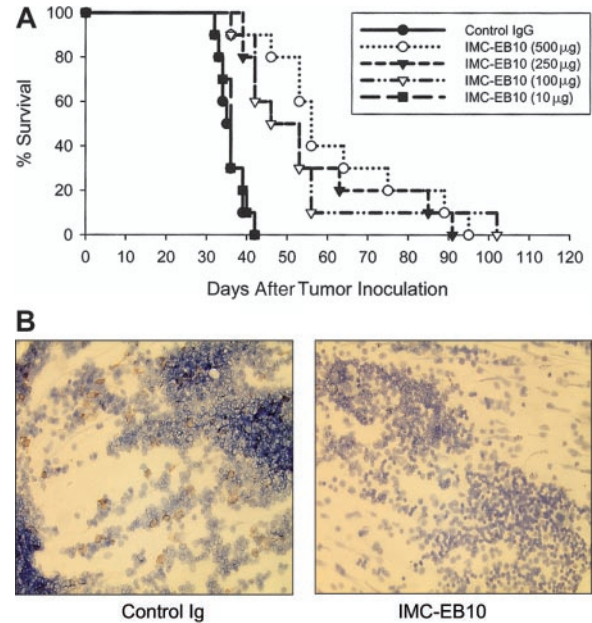 A
Control IgG
IMC-EB10 (500μg)
IMC-EB10 (250μg)
IMC-EB10 (100μg)
IMC-EB10 (10μg)
% Survival
100
80
60
40
20
0
0 10 20 30 40 50 60 70 80 90 100 110 120
Days After Tumor Inoculation
B
Control Ig
IMC-EB10